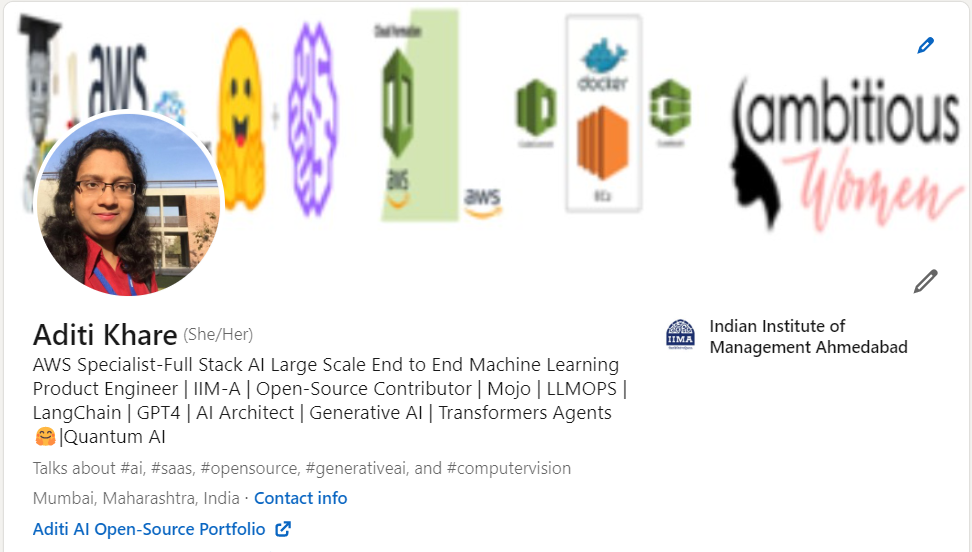 aws
Cloud Formation
aws
aws
docker
EC2
ambitious
Women
Aditi Khare (She/Her)
AWS Specialist-Full Stack AI Large Scale End to End Machine Learning
Product Engineer | IIM-A | Open-Source Contributor | Mojo | LLMOPS |
LangChain | GPT4 | AI Architect | Generative AI | Transformers Agents
🤗|Quantum AI
Talks about #ai, #saas, #opensource, #generativeai, and #computervision
Mumbai, Maharashtra, India · Contact info
Aditi AI Open-Source Portfolio
IIMA
Indian Institute of
Management Ahmedabad